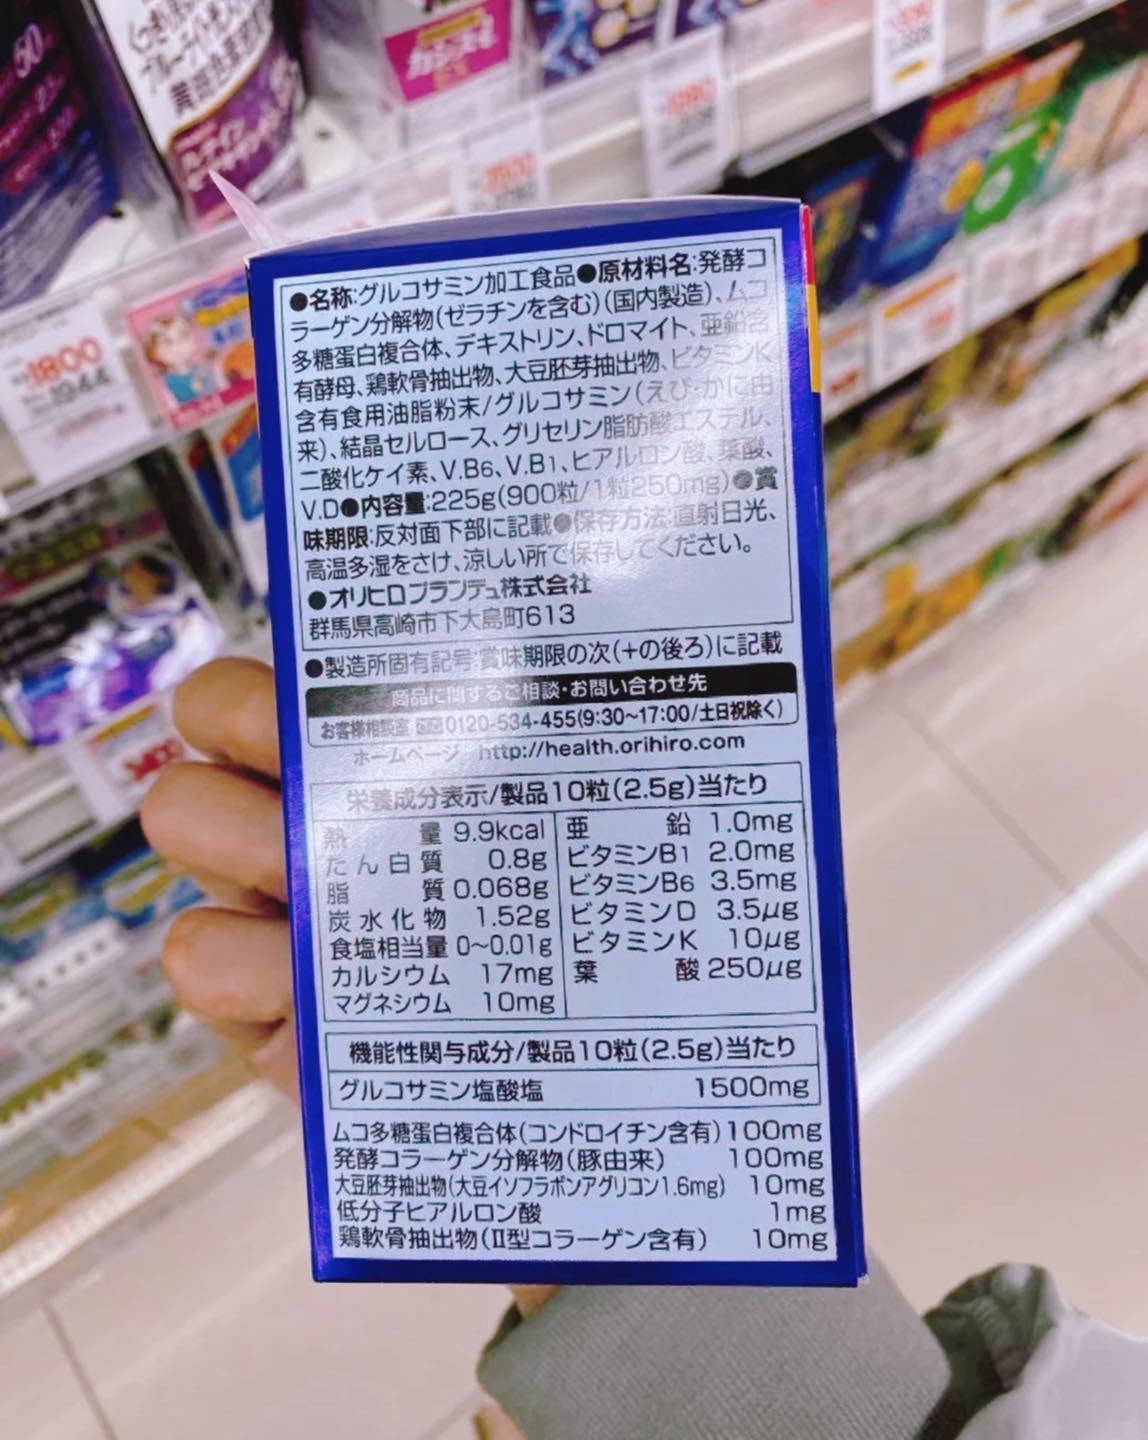 1800
1944
●名称:グルコサミン加工食品●原材料名:発酵コ
ラーゲン分解物(ゼラチンを含む)(国内製造)、ムコ
多糖蛋白複合体、デキストリン、ドロマイト、亜鉛含
有酵母、鶏軟骨抽出物、大豆胚芽抽出物、ビタミンK
含有食用油脂粉末/グルコサミン(えび・かに由
来)、結晶セルロース、グリセリン脂肪酸エステル、
二酸化ケイ素、V.B6、V.B1、ヒアルロン酸、葉酸、
V.D●内容量:225g(900粒/1粒250mg)●賞
味期限:反対面下部に記載●保存方法:直射日光、
高温多湿をさけ、涼しい所で保存してください。
●オリヒロプランデュ株式会社
群馬県高崎市下大島町613
●製造所固有記号:賞味期限の次(+の後ろ)に記載
商品に関するご相談・お問い合わせ先
お客様相談室 0120-534-455(9:30~17:00/土日祝除く)
ホームページ http://health.orihiro.com
栄養成分表示/製品10粒(2.5g)当たり
熱量 9.9kcal
たん白質 0.8g
脂質 0.068g
炭水化物 1.52g
食塩相当量 0~0.01g
カルシウム 17mg
マグネシウム 10mg
亜鉛 1.0mg
ビタミンB1 2.0mg
ビタミンB6 3.5mg
ビタミンD 3.5μg
ビタミンK 10μg
葉酸 250μg
機能性関与成分/製品10粒(2.5g)当たり
グルコサミン塩酸塩 1500mg
ムコ多糖蛋白複合体(コンドロイチン含有) 100mg
発酵コラーゲン分解物(豚由来) 100mg
大豆胚芽抽出物(大豆イソフラボンアグリコン1.6mg) 10mg
低分子ヒアルロン酸 1mg
鶏軟骨抽出物(II型コラーゲン含有) 10mg